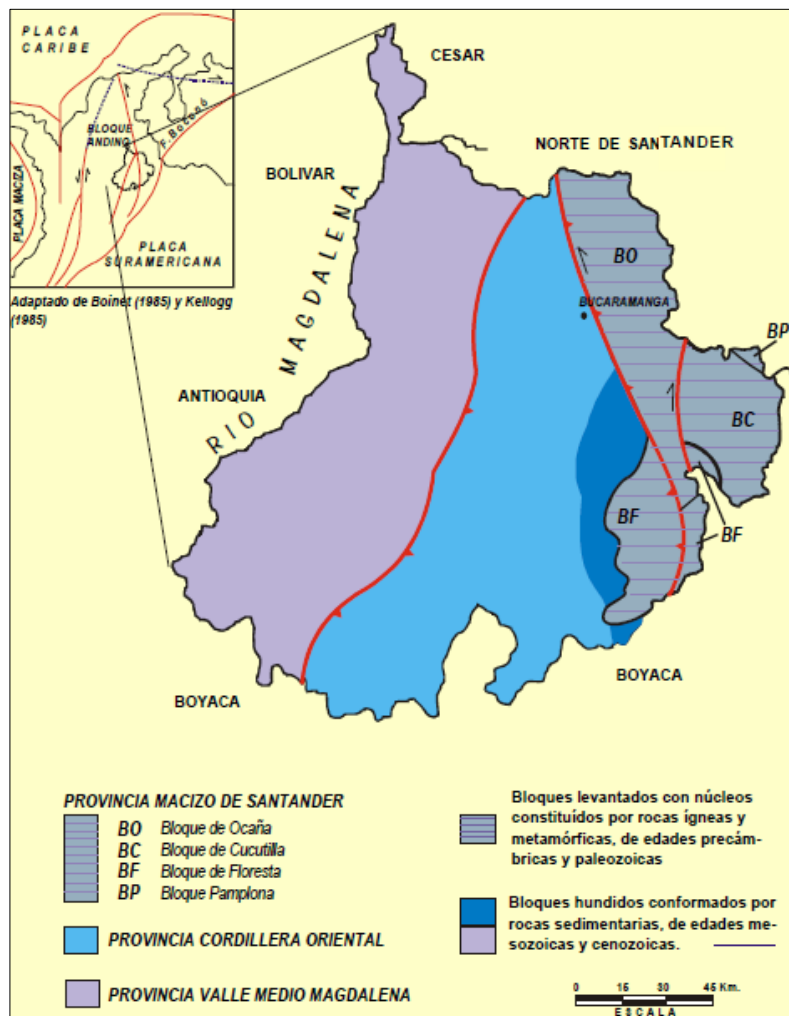 PLACA
CARIBE
BLOQUE
ANDINO
F. Boconó
PLACA MACIZA
PLACA
SURAMERICANA
Adaptado de Boinet (1985) y Kellogg
(1985)
CESAR
NORTE DE SANTANDER
BOLIVAR
RIO MAGDALENA
ANTIOQUIA
BO
BUCARAMANGA
BP
BC
BF
BF
BOYACA
BOYACA
PROVINCIA MACIZO DE SANTANDER
BO Bloque de Ocaña
BC Bloque de Cucutilla
BF Bloque de Floresta
BP Bloque Pamplona
PROVINCIA CORDILLERA ORIENTAL
PROVINCIA VALLE MEDIO MAGDALENA
Bloques levantados con núcleos
constituídos por rocas ígneas y
metamórficas, de edades precám-
bricas y paleozoicas
Bloques hundidos conformados por
rocas sedimentarias, de edades me-
sozoicas y cenozoicas.
0 15 30 45 Km.
ESCALA